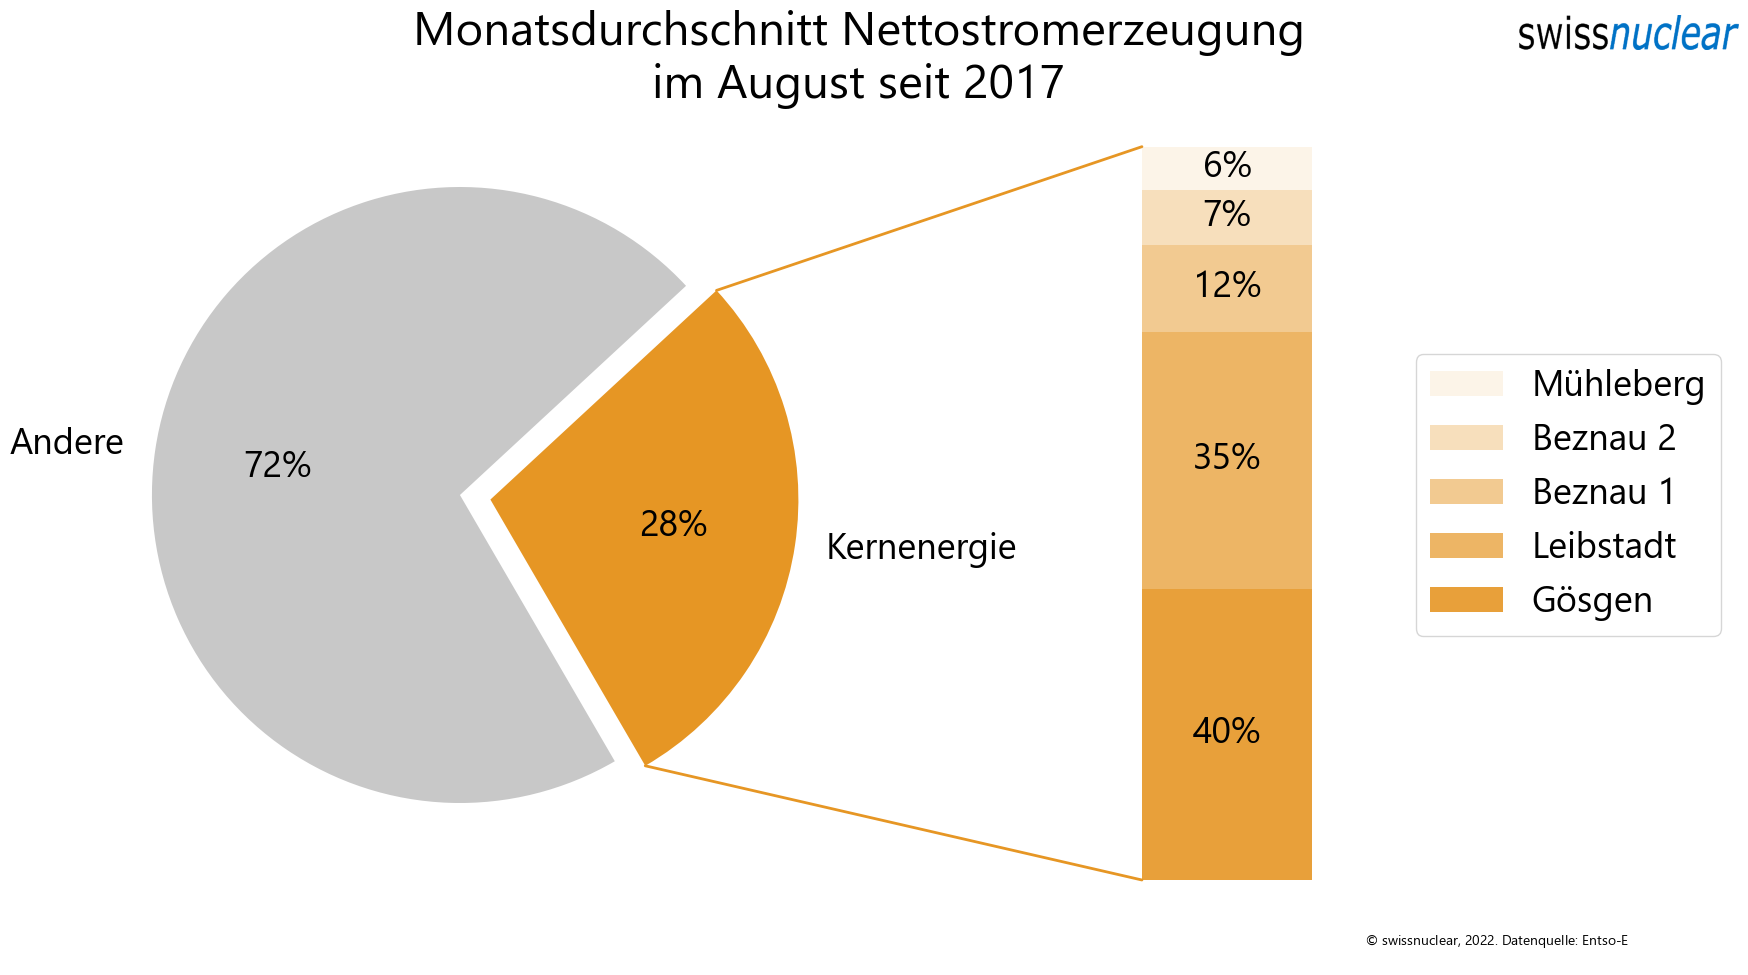 Monatsdurchschnitt Nettostromerzeugung
im August seit 2017
swissnuclear
Andere
72%
28%
Kernenergie
6%
7%
12%
35%
40%
Mühleberg
Beznau 2
Beznau 1
Leibstadt
Gösgen
© swissnuclear, 2022. Datenquelle: Entso-E